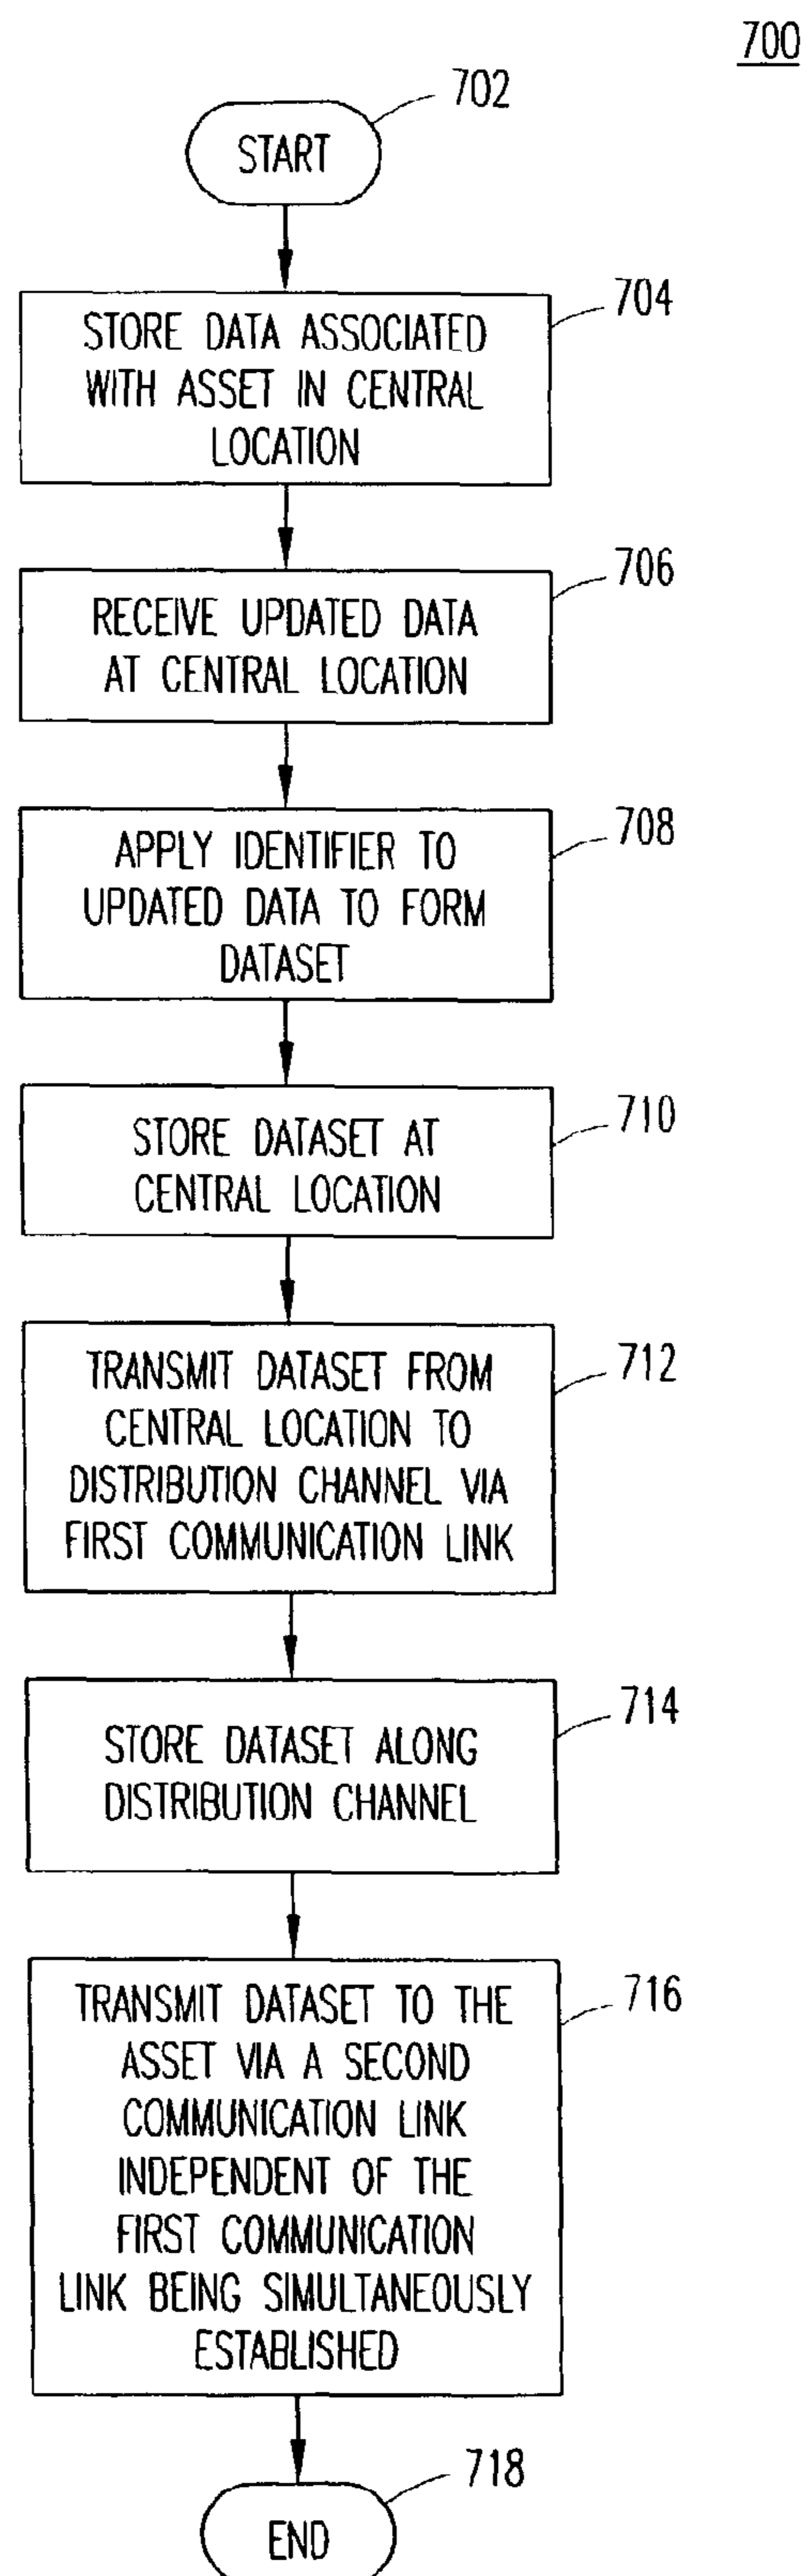 700
702
START
704
STORE DATA ASSOCIATED
WITH ASSET IN CENTRAL
LOCATION
706
RECEIVE UPDATED DATA
AT CENTRAL LOCATION
708
APPLY IDENTIFIER TO
UPDATED DATA TO FORM
DATASET
710
STORE DATASET AT
CENTRAL LOCATION
712
TRANSMIT DATASET FROM
CENTRAL LOCATION TO
DISTRIBUTION CHANNEL VIA
FIRST COMMUNICATION LINK
714
STORE DATASET ALONG
DISTRIBUTION CHANNEL
716
TRANSMIT DATASET TO THE
ASSET VIA A SECOND
COMMUNICATION LINK
INDEPENDENT OF THE
FIRST COMMUNICATION
LINK BEING SIMULTANEOUSLY
ESTABLISHED
718
END